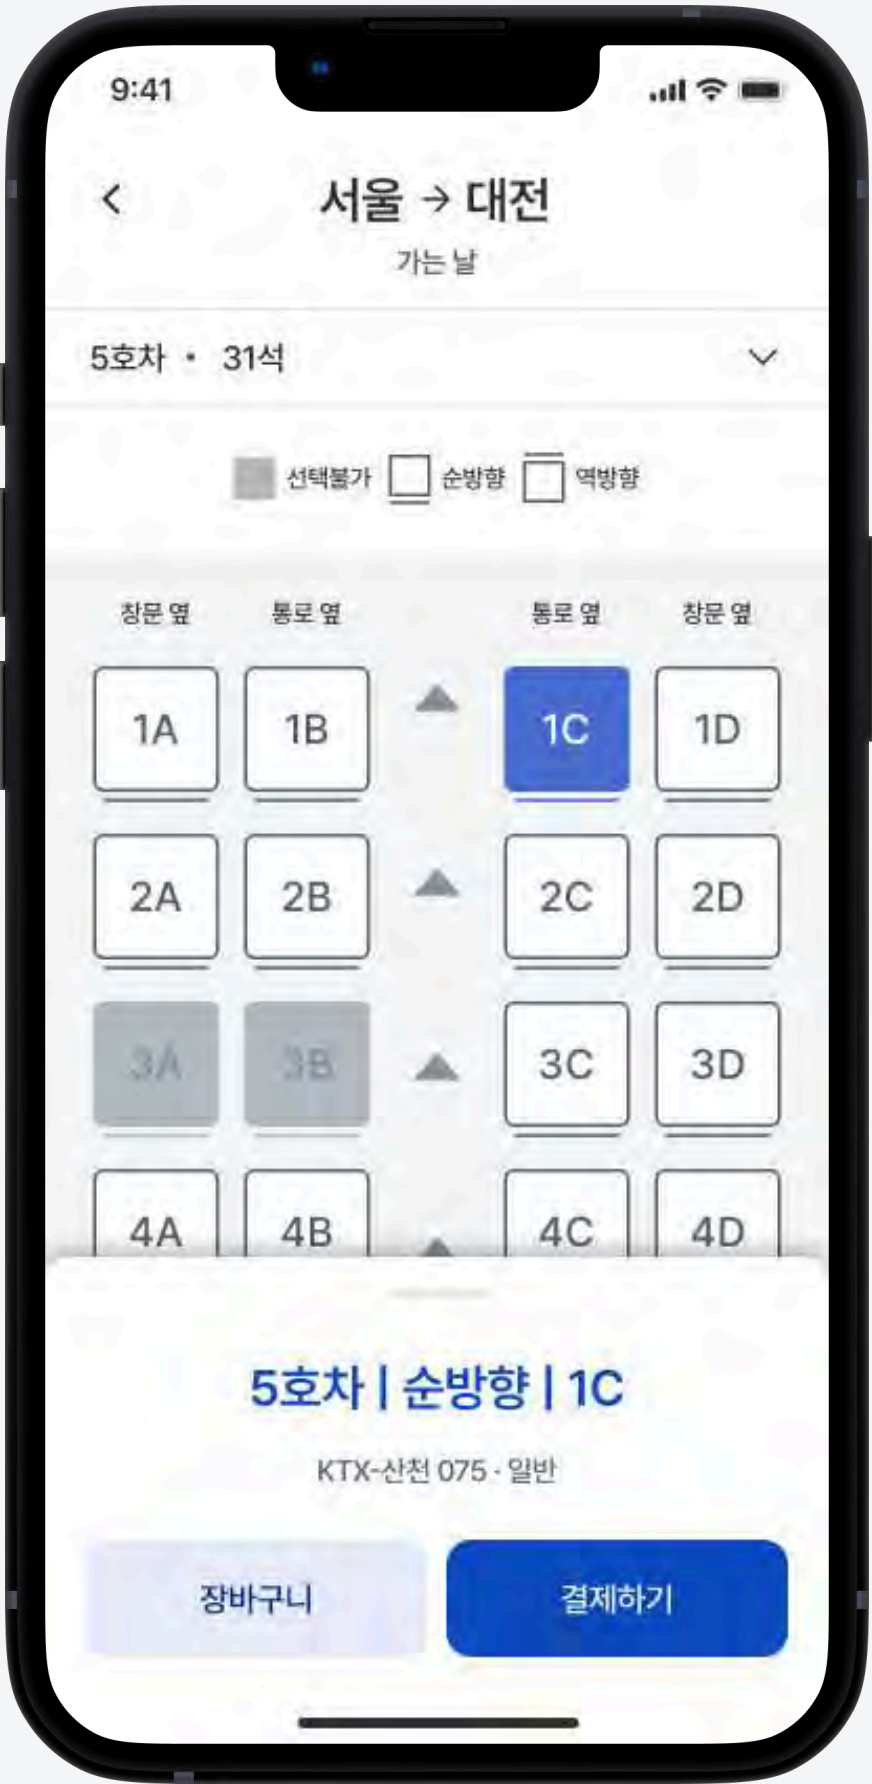 9:41
서울 → 대전
가는 날
5호차 • 31석
선택불가 순방향 역방향
창문 옆 통로 옆 통로 옆 창문 옆
1A 1B 1C 1D
2A 2B 2C 2D
3A 3B 3C 3D
4A 4B 4C 4D
5호차 | 순방향 | 1C
KTX-산천 075 · 일반
장바구니 결제하기